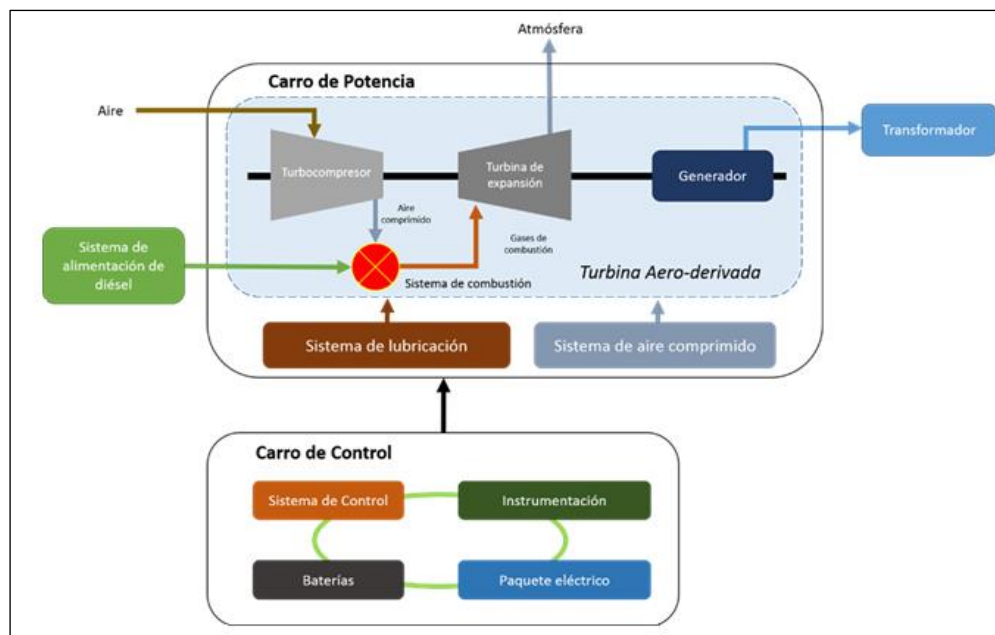 Atmósfera
Carro de Potencia
Aire
Transformador
Turbocompresor
Turbina de
expansión
Generador
Aire
comprimido
Gases de
combustión
Sistema de
alimentación de
diésel
Sistema de combustión
Turbina Aero-derivada
Sistema de lubricación
Sistema de aire comprimido
Carro de Control
Sistema de Control
Instrumentación
Baterías
Paquete eléctrico